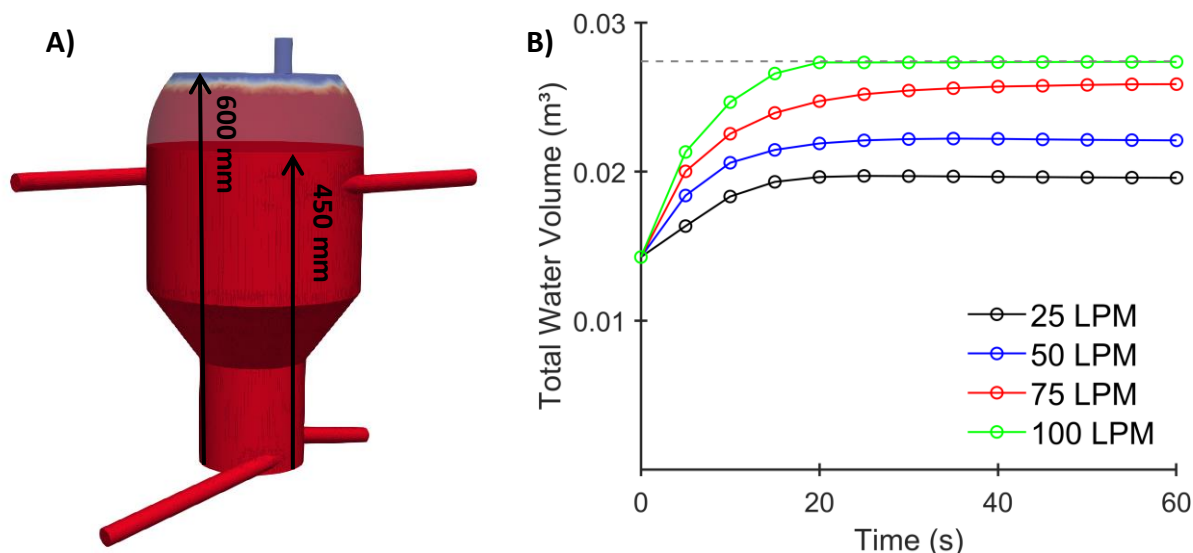 A)
600 mm
450 mm
B)
Total Water Volume (m³)
0.03
0.02
0.01
25 LPM
50 LPM
75 LPM
100 LPM
0
20
40
60
Time (s)